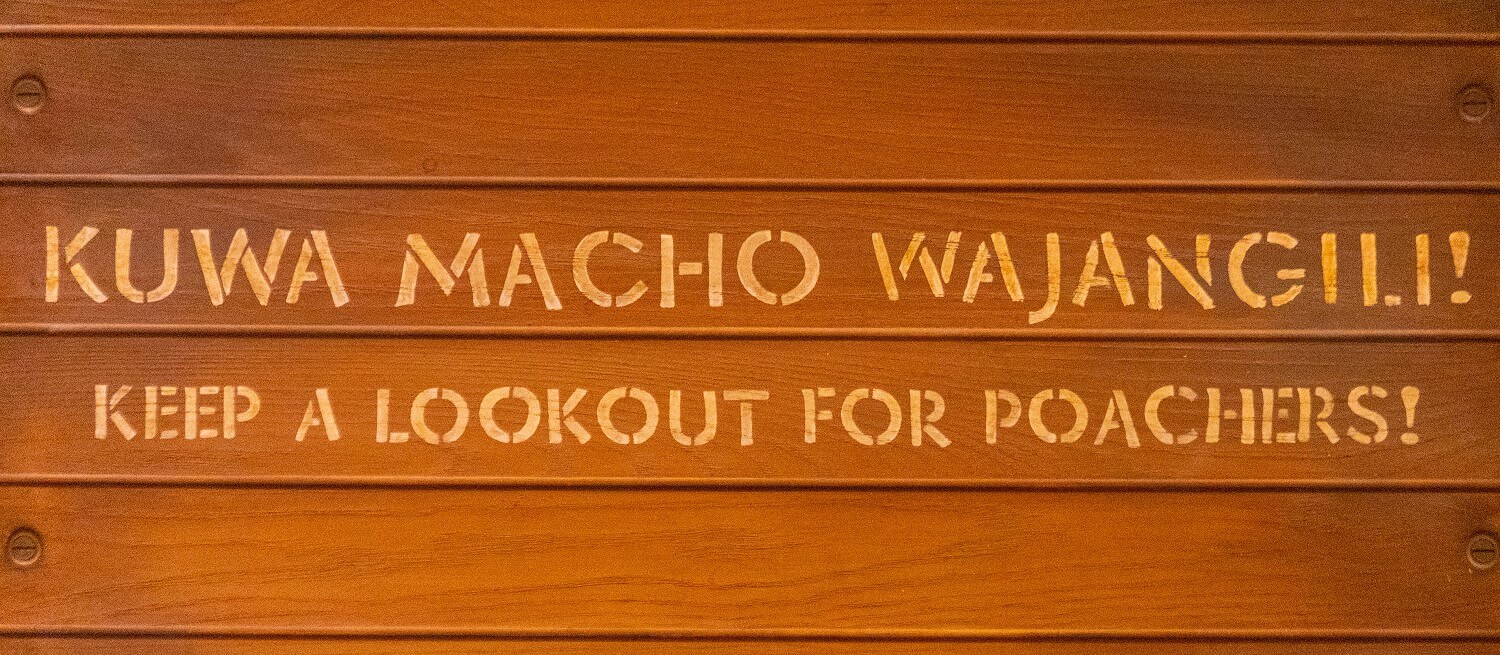 KUWA MACHO WAJANGILI!
KEEP A LOOKOUT FOR POACHERS!